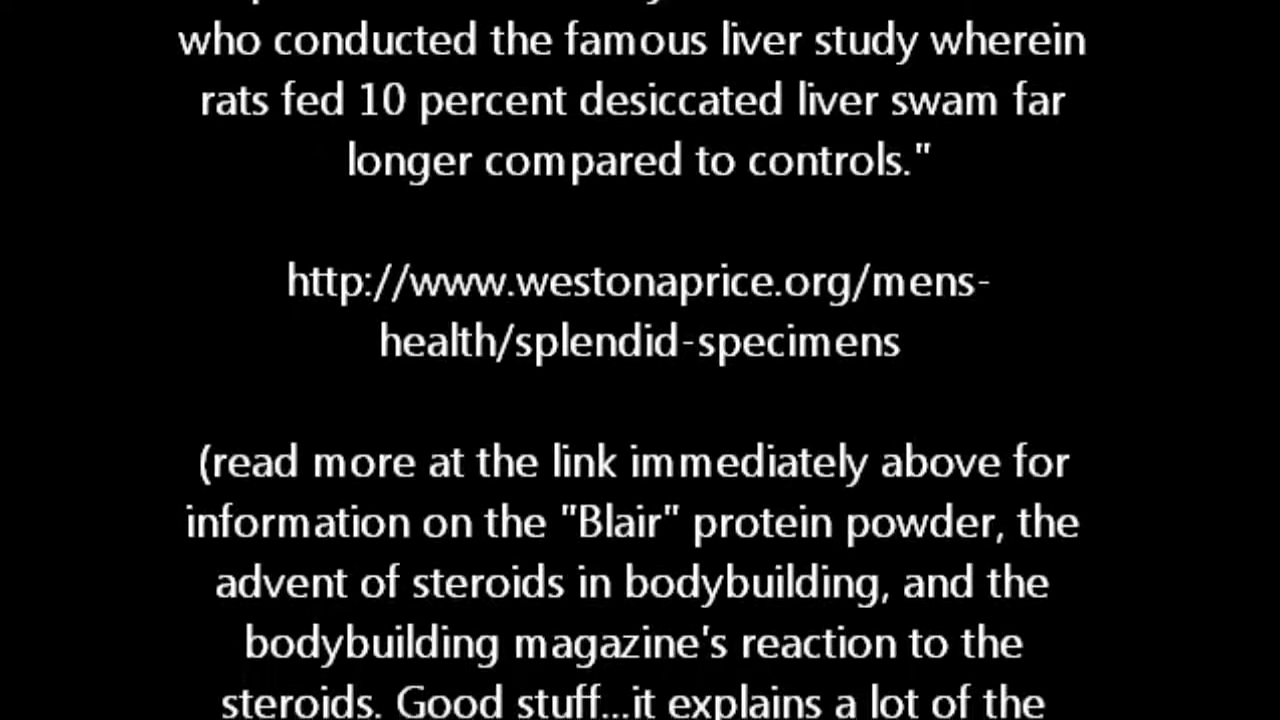 who conducted the famous liver study wherein
rats fed 10 percent desiccated liver swam far
longer compared to controls."
http://www.westonaprice.org/mens-
health/splendid-specimens
(read more at the link immediately above for
information on the "Blair" protein powder, the
advent of steroids in bodybuilding, and the
bodybuilding magazine's reaction to the
steroids. Good stuff...it explains a lot of the